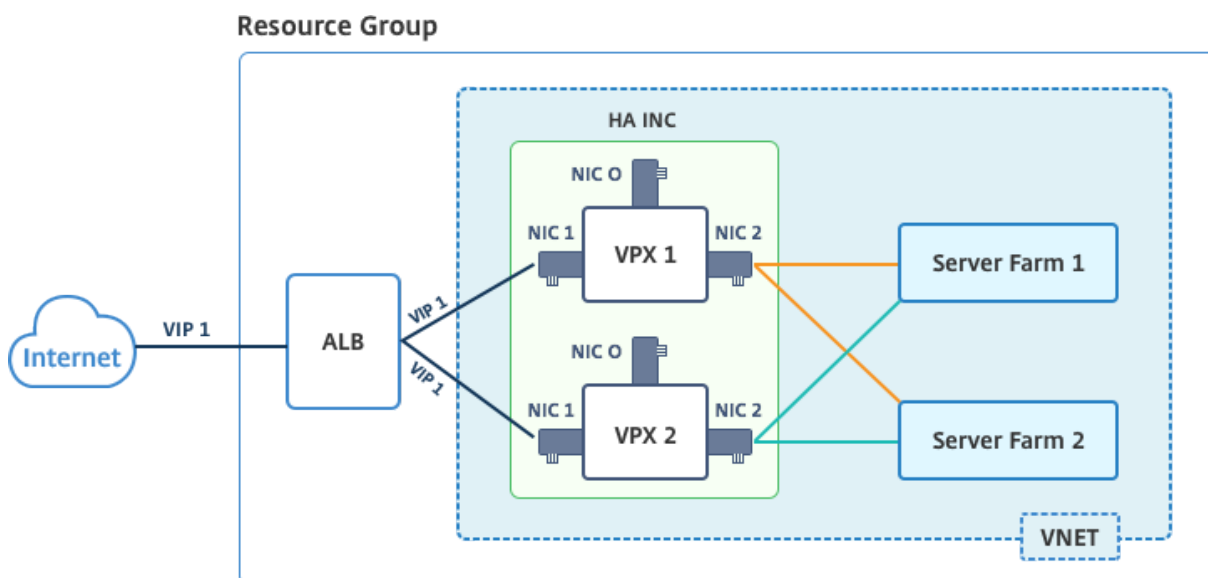 Resource Group
HA INC
NIC O
NIC 1
VPX 1
NIC 2
Server Farm 1
Internet
VIP 1
ALB
VIP 1
VIP 1
NIC O
NIC 1
VPX 2
NIC 2
Server Farm 2
VNET